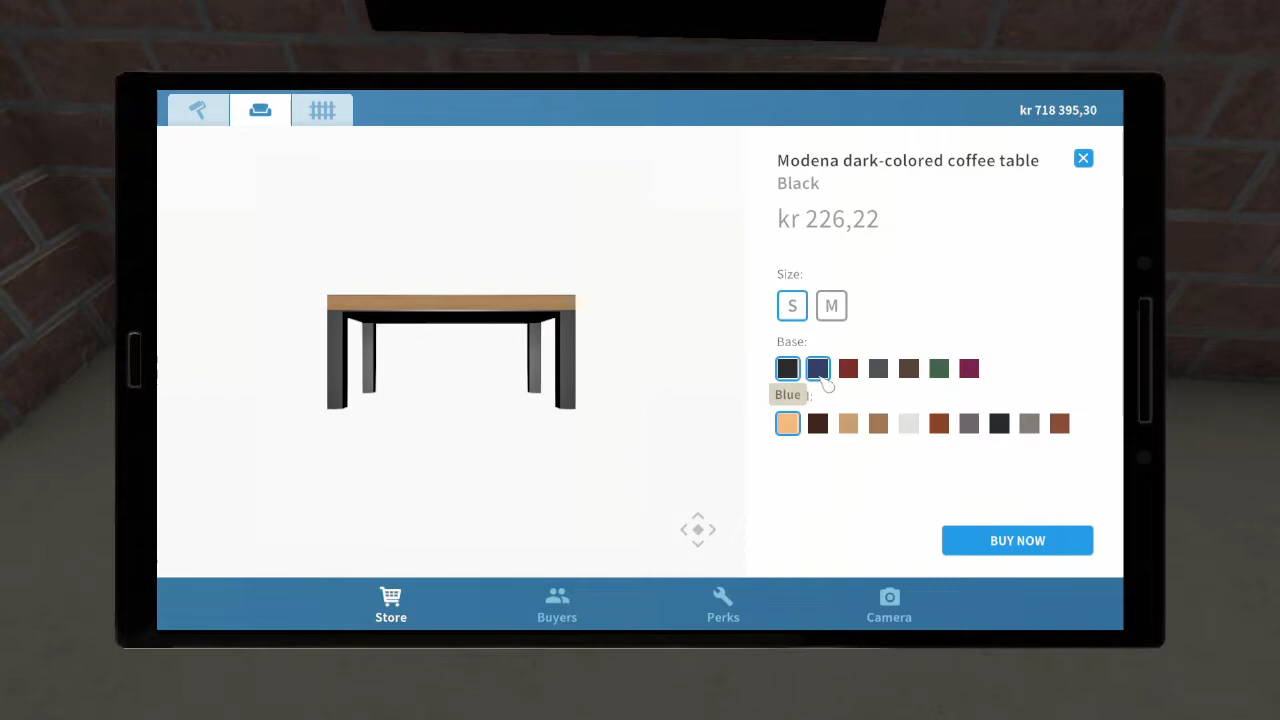 kr 718 395,30
Modena dark-colored coffee table
Black
kr 226,22
Size:
S M
Base:
Blue
BUY NOW
Store Buyers Perks Camera